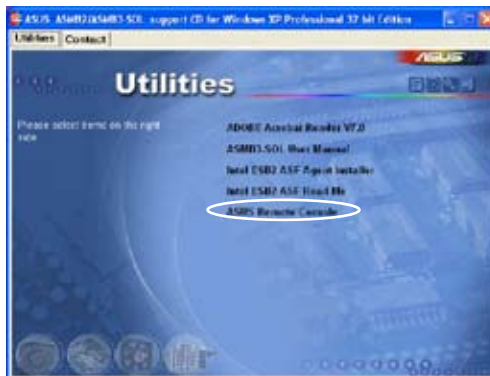 ASUS ASMB2/ASMB3-SOL support CD for Windows XP Professional 32 bit Edition
Utilities Contact
ASUS
Utilities
Please select items on the right side
ADOBE Acrobat Reader V7.0
ASMB3-SOL User Manual
Intel ESB2 ASF Agent Installer
Intel ESB2 ASF Read Me
ASUS Remote Console